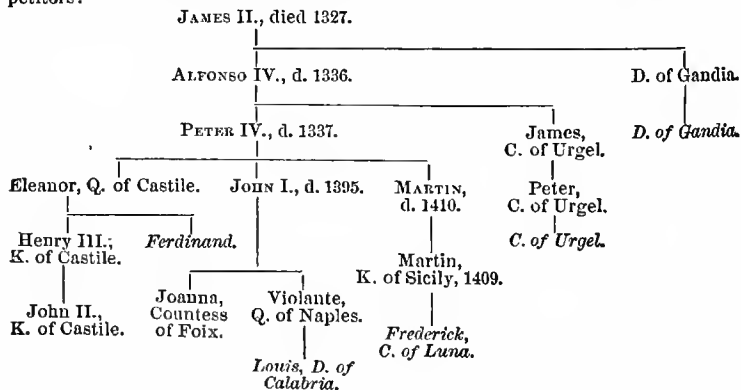 petitors:
JAMES II., died 1327.
ALFONSO IV., d. 1336. D. of Gandia.
PETER IV., d. 1337. James, C. of Urgel. D. of Gandia.
Eleanor, Q. of Castile. JOHN I., d. 1395. MARTIN, d. 1410. Peter, C. of Urgel.
Henry III.; K. of Castile. Ferdinand. Martin, K. of Sicily, 1409. C. of Urgel.
John II., K. of Castile. Joanna, Countess of Foix. Violante, Q. of Naples. Frederick, C. of Luna.
Louis, D. of Calabria.